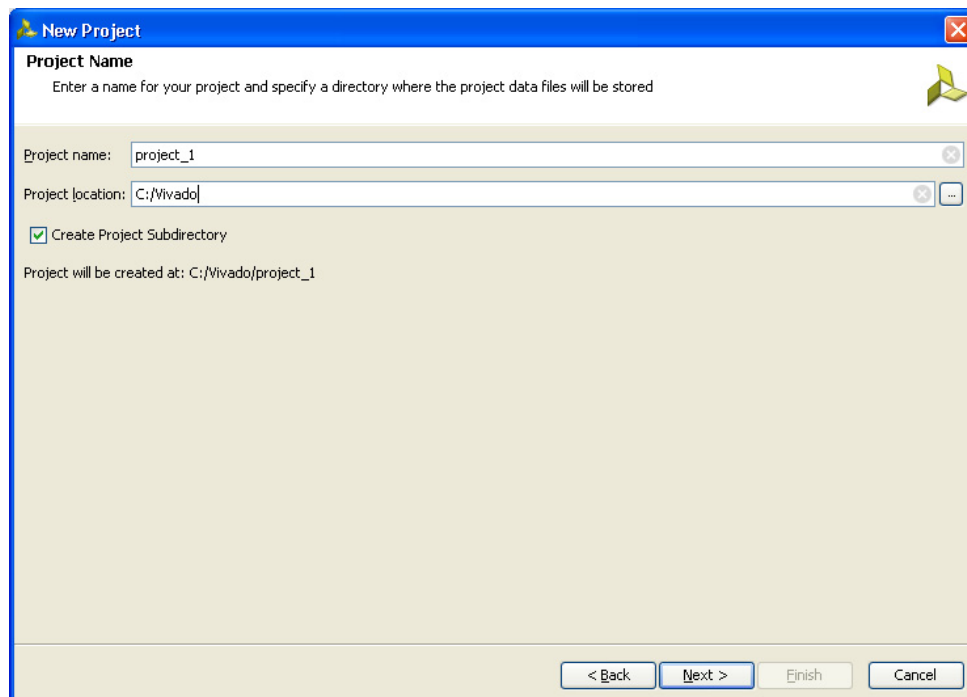 New Project
Project Name
Enter a name for your project and specify a directory where the project data files will be stored
Project name: project_1
Project location: C:/Vivado ...
Create Project Subdirectory
Project will be created at: C:/Vivado/project_1
< Back Next > Finish Cancel